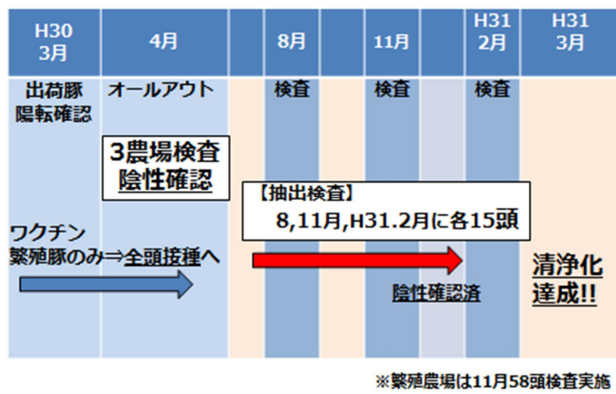 H30
3月
4月
8月
11月
H31
2月
H31
3月
出荷豚
陽転確認
オールアウト
検査
検査
検査
3農場検査
陰性確認
【抽出検査】
8,11月,H31.2月に各15頭
ワクチン
繁殖豚のみ⇒全頭接種へ
陰性確認済
清浄化
達成!!
※繁殖農場は11月58頭検査実施